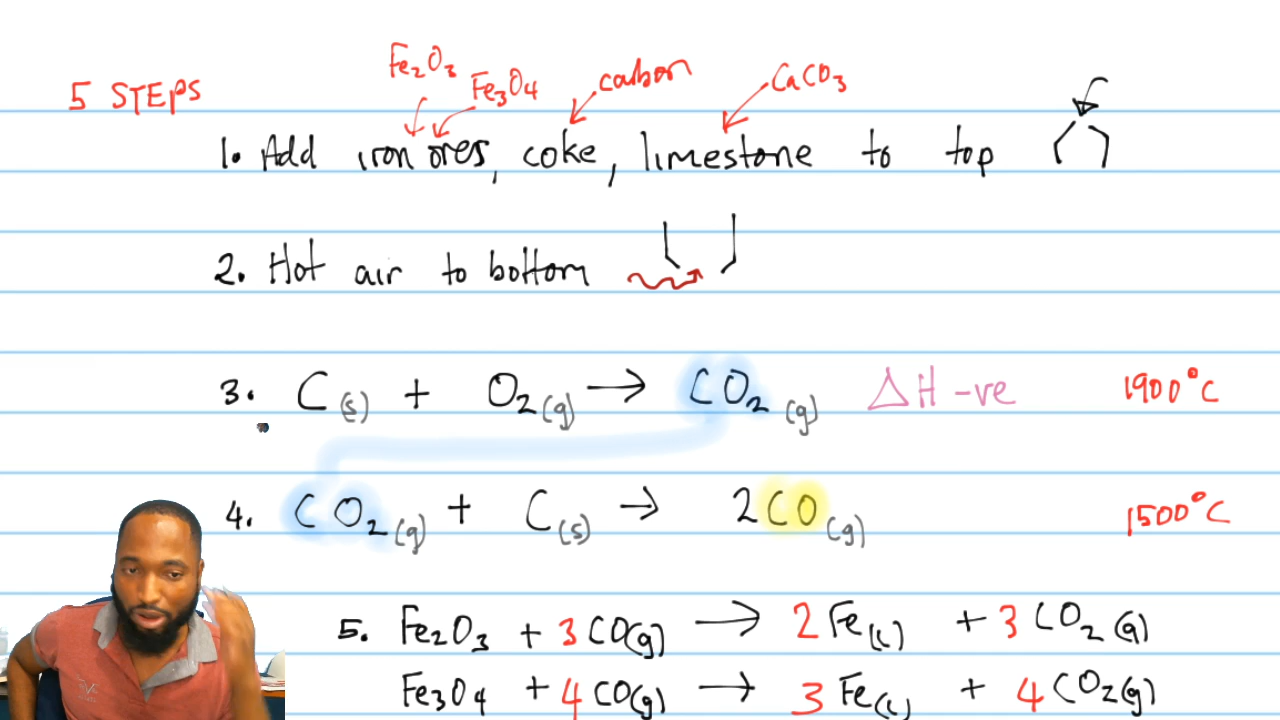 Fe₂O₃
Fe₃O₄ carbon CaCO₃
5 STEPS
1. Add iron ores, coke, limestone to top
2. Hot air to bottom
3. C(s) + O₂(g) → CO₂(g) ΔH -ve 1900°C
4. CO₂(g) + C(s) → 2CO(g) 1500°C
5. Fe₂O₃ + 3CO(g) → 2Fe(l) + 3CO₂(g)
Fe₃O₄ + 4CO(g) → 3Fe(l) + 4CO₂(g)